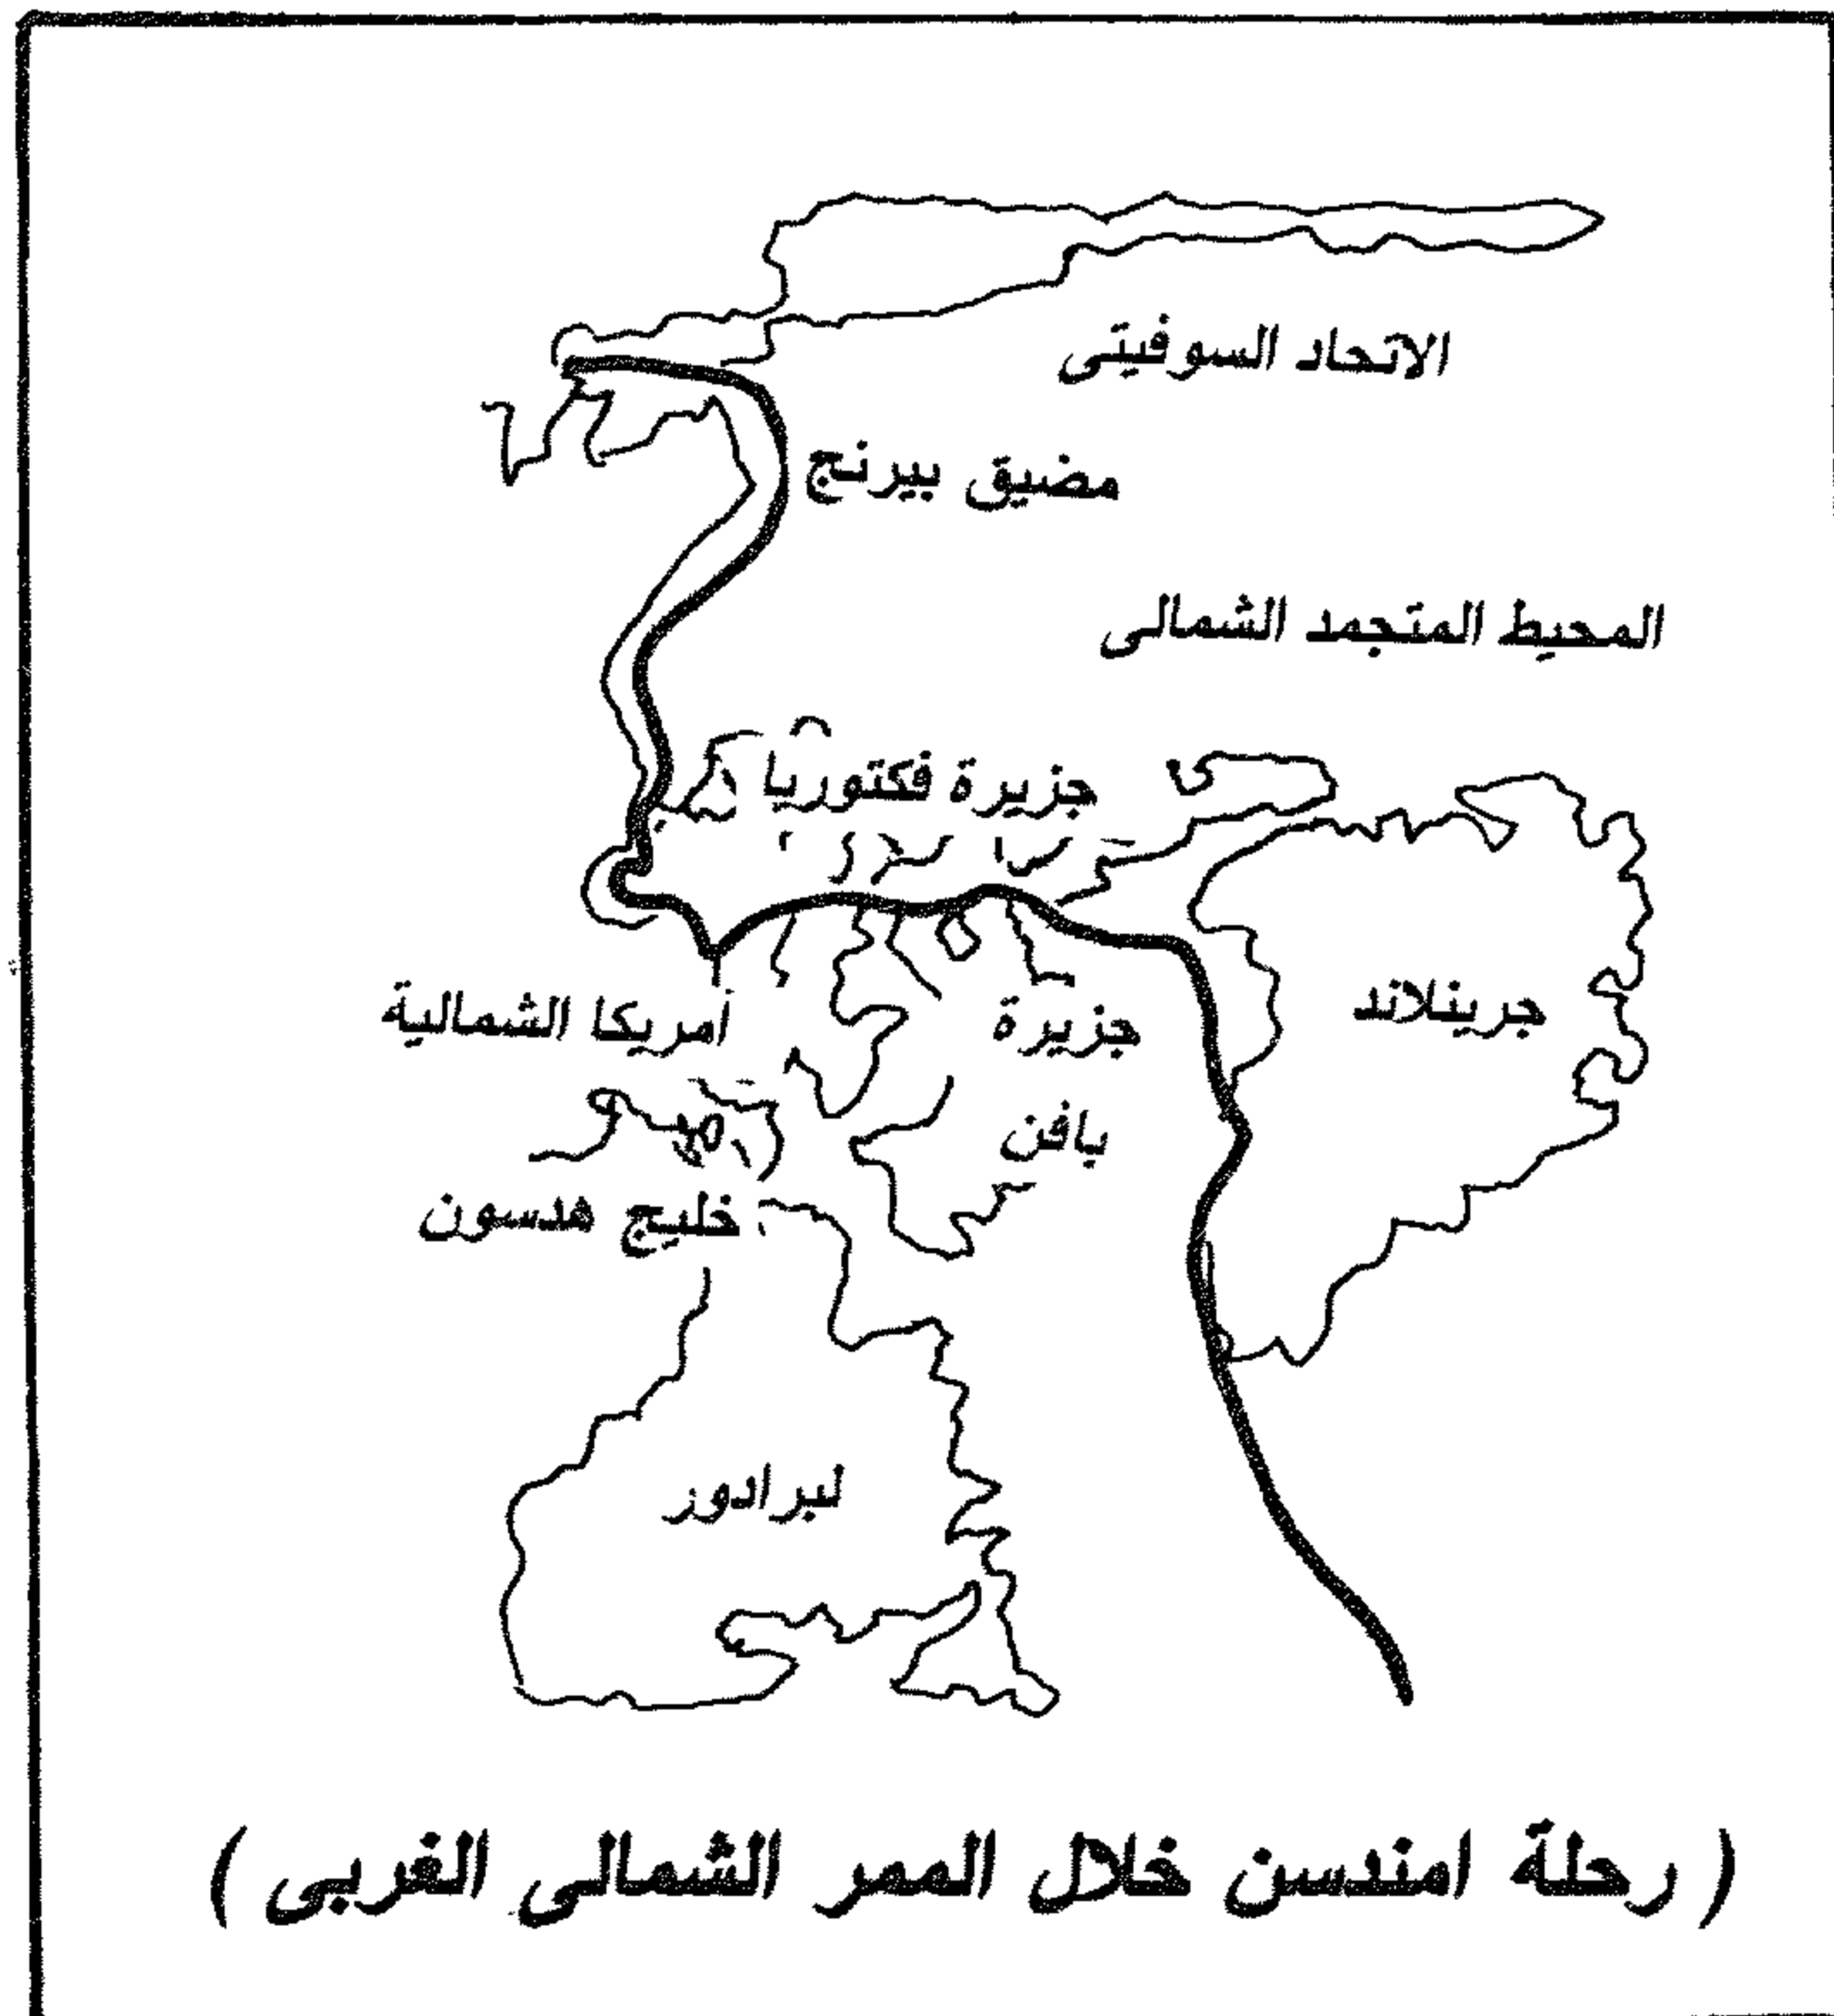 الاتحاد السوفيتى
مضيق بيرنج
المحيط المتجمد الشمالى
جزيرة فكتوريا
جرينلاند
أمريكا الشمالية
جزيرة
بافن
خليج هدسون
لبرادور
( رحلة امندسن خلال الممر الشمالى الغربى )